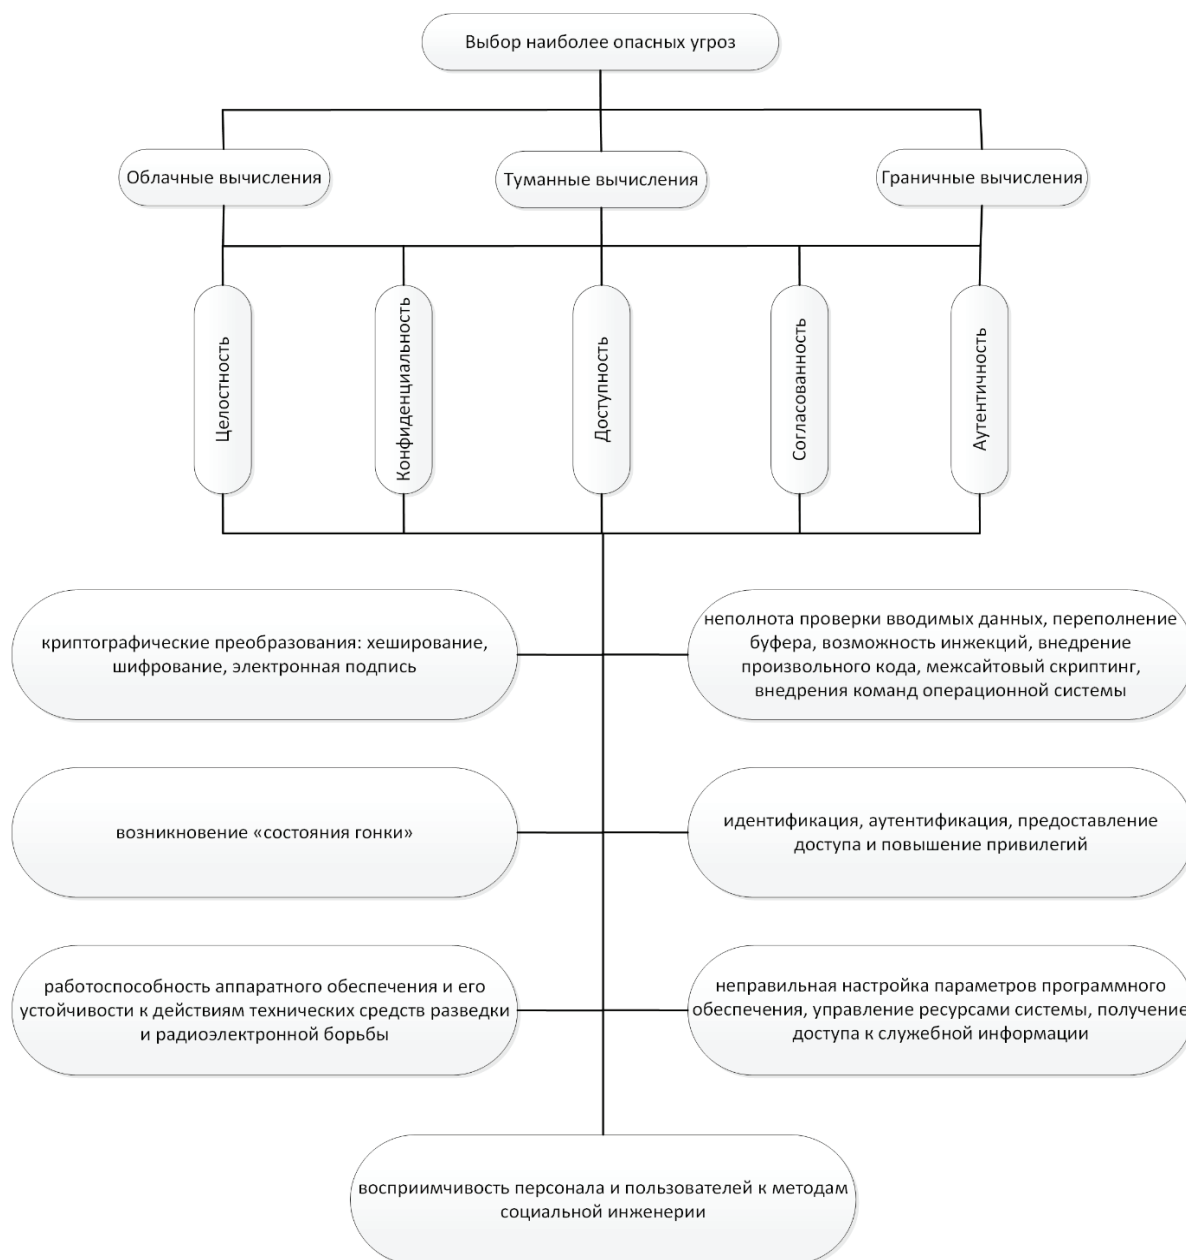 Выбор наиболее опасных угроз
Облачные вычисления
Туманные вычисления
Граничные вычисления
Целостность
Конфиденциальность
Доступность
Согласованность
Аутентичность
криптографические преобразования: хеширование,
шифрование, электронная подпись
неполнота проверки вводимых данных, переполнение
буфера, возможность инжекций, внедрение
произвольного кода, межсайтовый скриптинг,
внедрения команд операционной системы
возникновение «состояния гонки»
идентификация, аутентификация, предоставление
доступа и повышение привилегий
работоспособность аппаратного обеспечения и его
устойчивости к действиям технических средств разведки
и радиоэлектронной борьбы
неправильная настройка параметров программного
обеспечения, управление ресурсами системы, получение
доступа к служебной информации
восприимчивость персонала и пользователей к методам
социальной инженерии